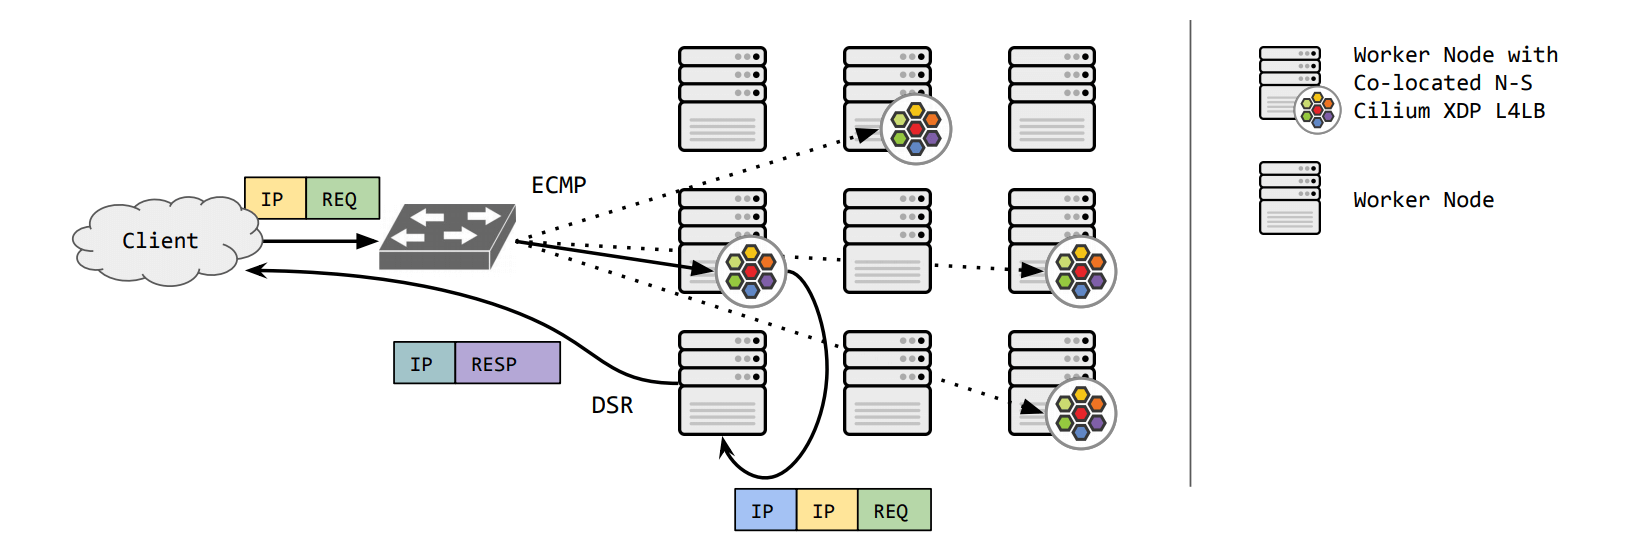 Worker Node with
Co-located N-S
Cilium XDP L4LB
Worker Node
ECMP
IP REQ
Client
IP RESP
DSR
IP IP REQ